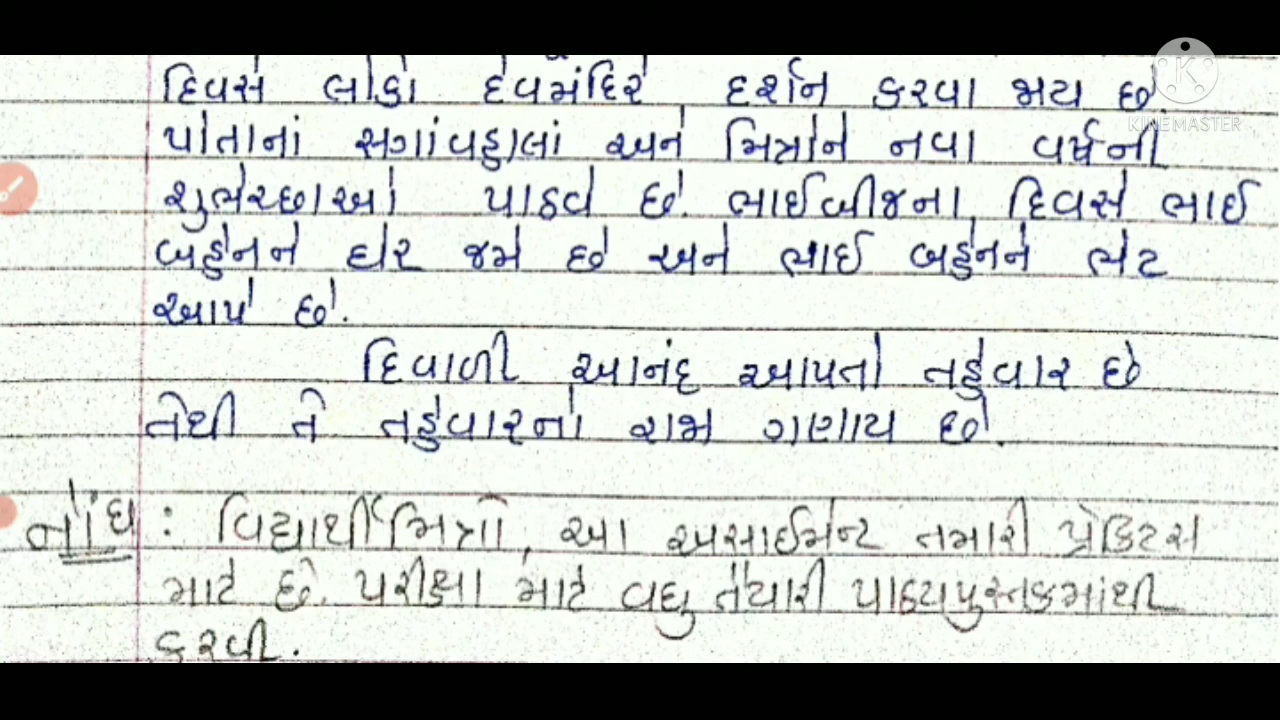 દિવસે લોકો દેવમંદિરે દર્શન કરવા જાય છે
પોતાનાં સગાંવહાલાં અને મિત્રોને નવા વર્ષની
શુભેચ્છાઓ પાઠવે છે. ભાઈબીજના દિવસે ભાઈ
બહેનને ઘેર જમે છે અને ભાઈ બહેનને ભેટ
આપે છે.
દિવાળી આનંદ આપતો તહેવાર છે
તેથી તે તહેવારનો રાજા ગણાય છે.
નોંધ : વિદ્યાર્થીમિત્રો, આ અસાઈમેન્ટ તમારી પ્રેક્ટિસ
માટે છે. પરીક્ષા માટે વધુ તૈયારી પાઠ્યપુસ્તકમાંથી
કરવી.
KINEMASTER